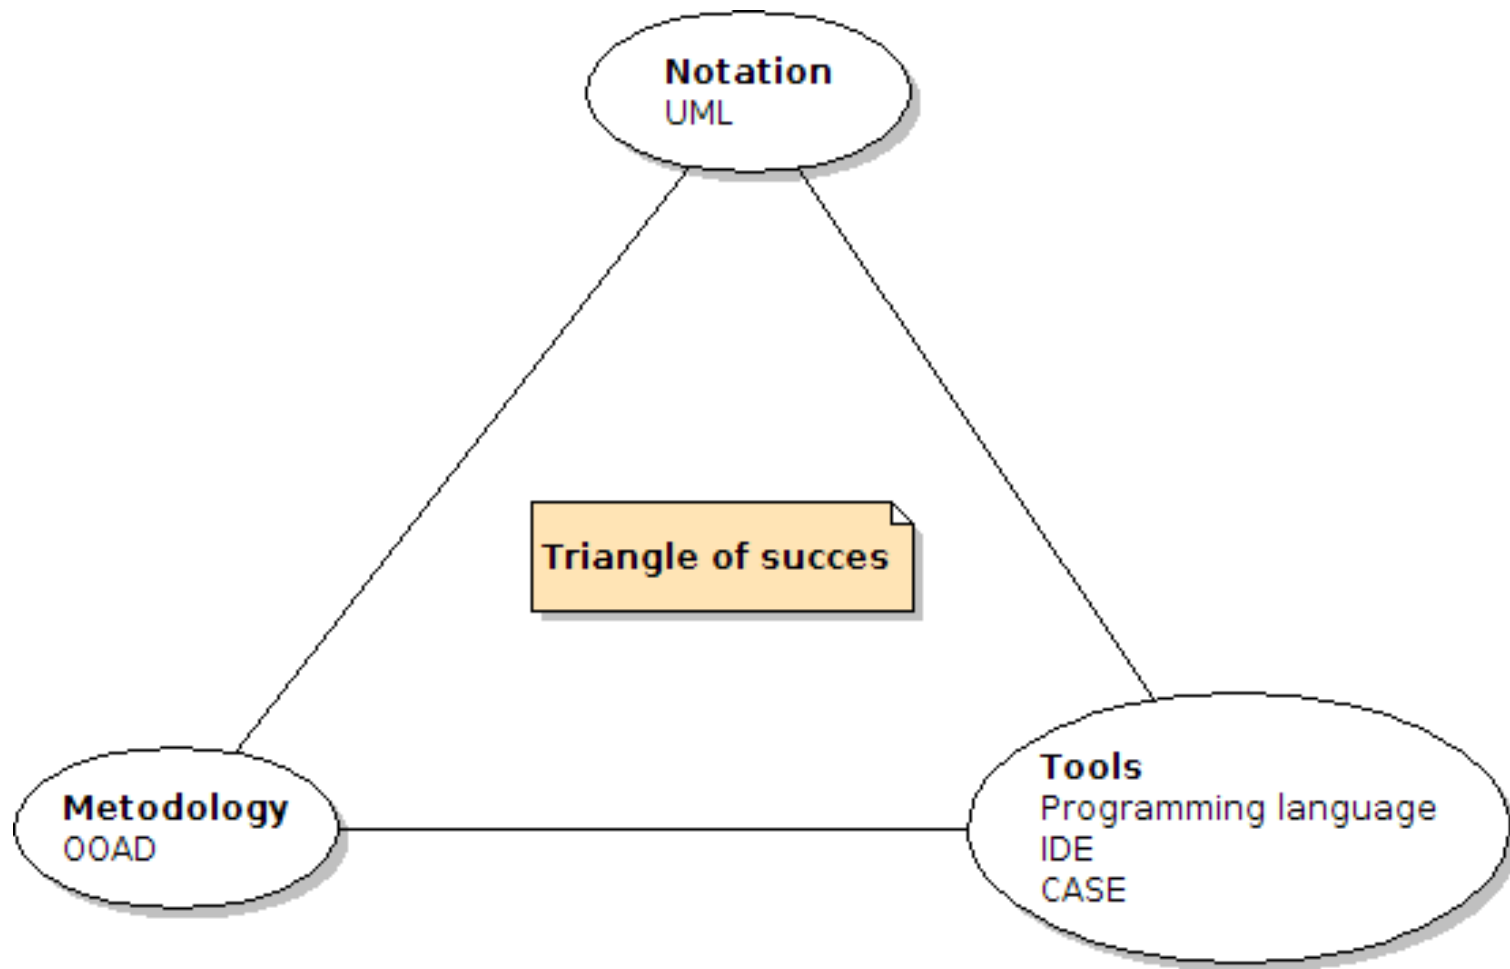 Notation
UML
Triangle of succes
Metodology
OOAD
Tools
Programming language
IDE
CASE